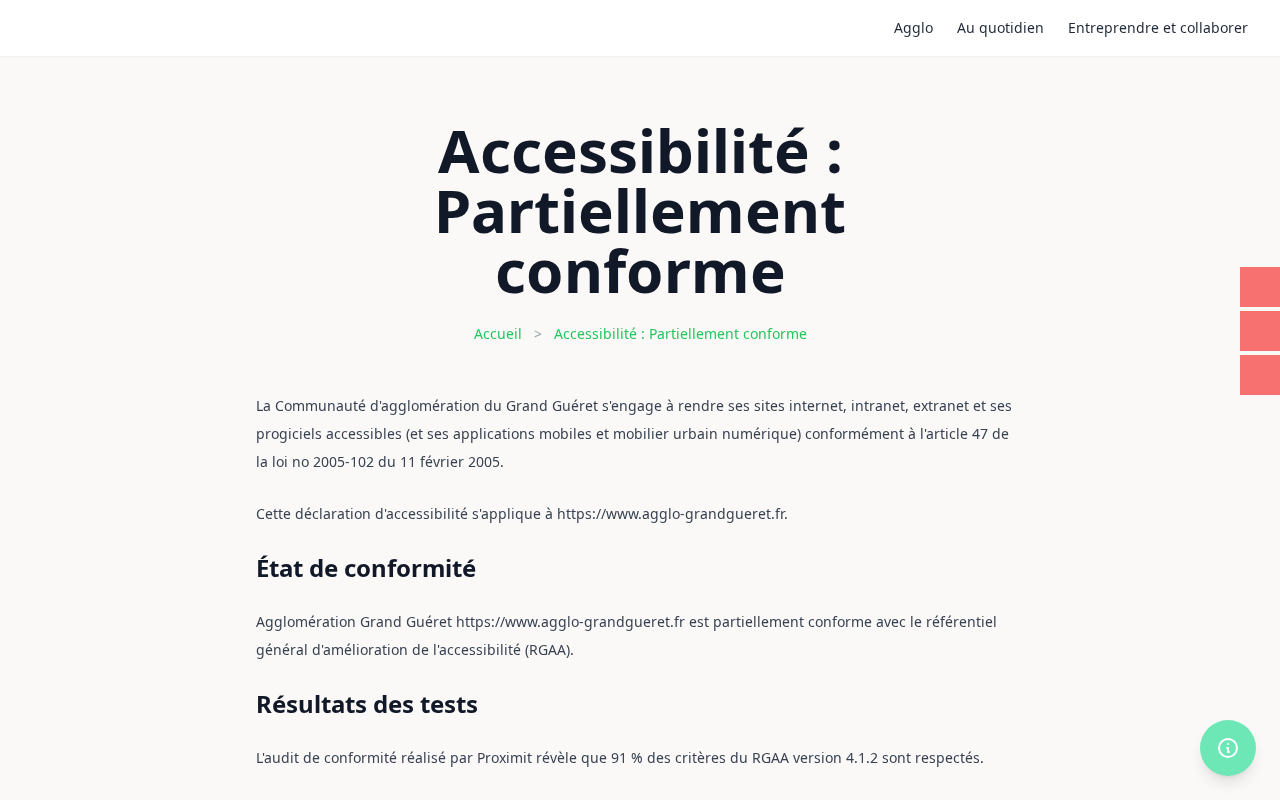 Agglo Au quotidien Entreprendre et collaborer
Accessibilité :
Partiellement
conforme
Accueil > Accessibilité : Partiellement conforme
La Communauté d'agglomération du Grand Guéret s'engage à rendre ses sites internet, intranet, extranet et ses
progiciels accessibles (et ses applications mobiles et mobilier urbain numérique) conformément à l'article 47 de
la loi no 2005-102 du 11 février 2005.
Cette déclaration d'accessibilité s'applique à https://www.agglo-grandgueret.fr.
État de conformité
Agglomération Grand Guéret https://www.agglo-grandgueret.fr est partiellement conforme avec le référentiel
général d'amélioration de l'accessibilité (RGAA).
Résultats des tests
L'audit de conformité réalisé par Proximit révèle que 91 % des critères du RGAA version 4.1.2 sont respectés.